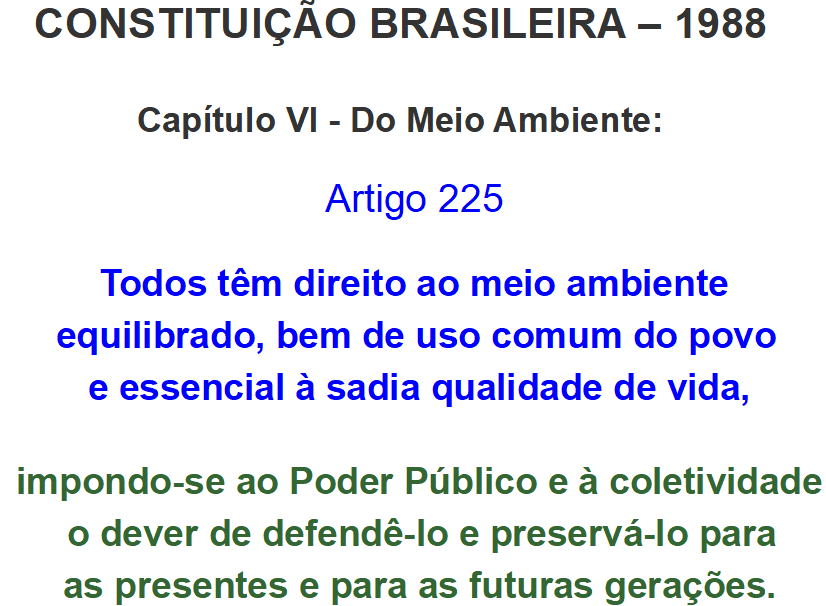 CONSTITUIÇÃO BRASILEIRA – 1988
Capítulo VI - Do Meio Ambiente:
Artigo 225
Todos têm direito ao meio ambiente
equilibrado, bem de uso comum do povo
e essencial à sadia qualidade de vida,
impondo-se ao Poder Público e à coletividade
o dever de defendê-lo e preservá-lo para
as presentes e para as futuras gerações.